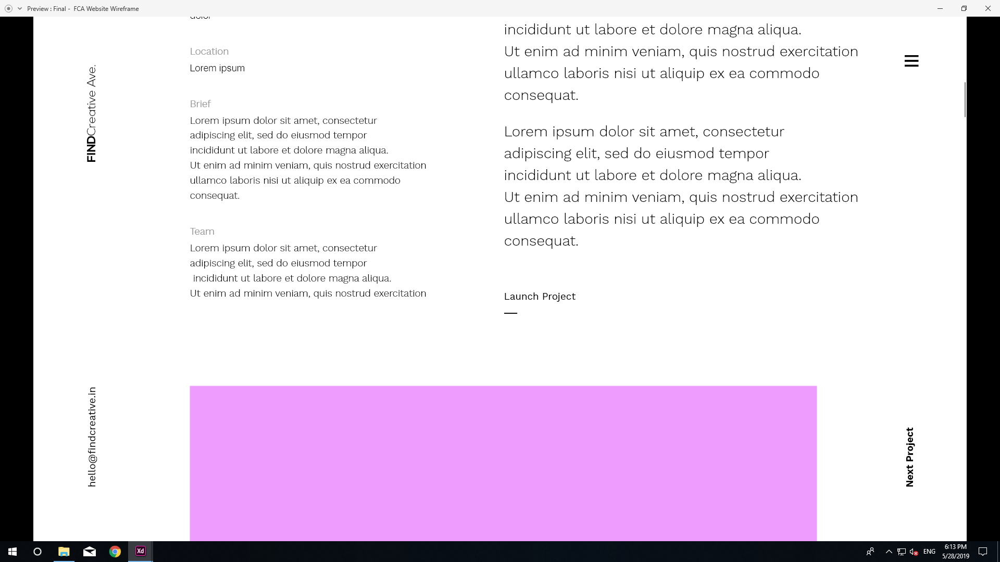 Preview : Final - FCA Website Wireframe
dolor
Location
Lorem ipsum
Brief
Lorem ipsum dolor sit amet, consectetur
adipiscing elit, sed do eiusmod tempor
incididunt ut labore et dolore magna aliqua.
Ut enim ad minim veniam, quis nostrud exercitation
ullamco laboris nisi ut aliquip ex ea commodo
consequat.
Team
Lorem ipsum dolor sit amet, consectetur
adipiscing elit, sed do eiusmod tempor
incididunt ut labore et dolore magna aliqua.
Ut enim ad minim veniam, quis nostrud exercitation
incididunt ut labore et dolore magna aliqua.
Ut enim ad minim veniam, quis nostrud exercitation
ullamco laboris nisi ut aliquip ex ea commodo
consequat.
Lorem ipsum dolor sit amet, consectetur
adipiscing elit, sed do eiusmod tempor
incididunt ut labore et dolore magna aliqua.
Ut enim ad minim veniam, quis nostrud exercitation
ullamco laboris nisi ut aliquip ex ea commodo
consequat.
Launch Project
FINDCreative Ave.
hello@findcreative.in
Next Project
Xd
ENG
6:13 PM
5/28/2019